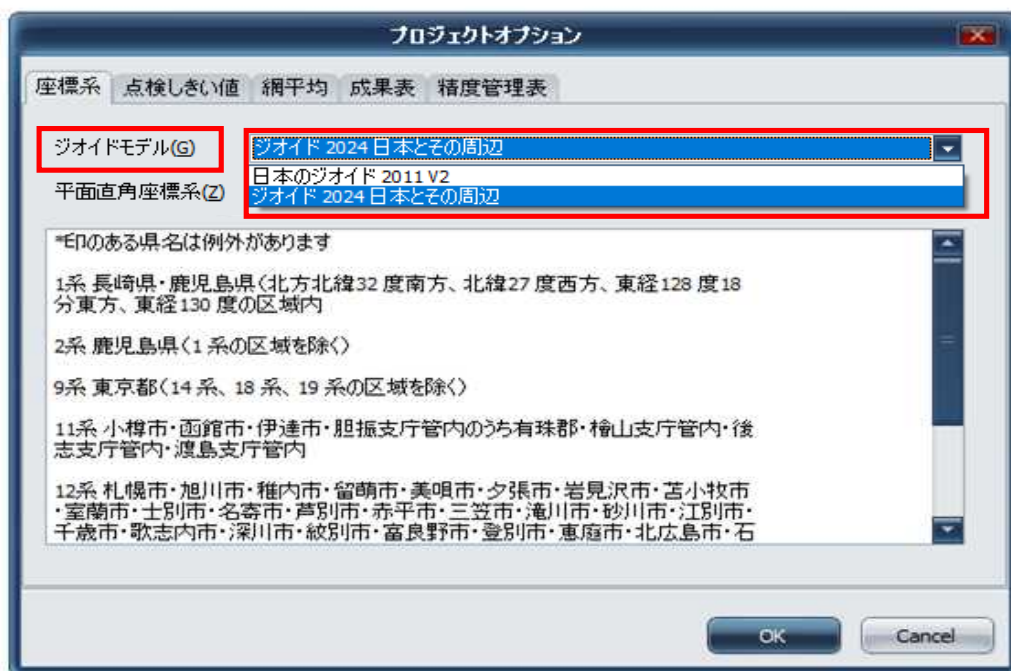 プロジェクトオプション
座標系 点検しきい値 網平均 成果表 精度管理表
ジオイドモデル(G) ジオイド 2024 日本とその周辺
日本のジオイド 2011 V2
平面直角座標系(Z) ジオイド 2024 日本とその周辺
*印のある県名は例外があります
1系 長崎県・鹿児島県(北方北緯32 度南方、北緯27 度西方、東経128 度18
分東方、東経130 度の区域内
2系 鹿児島県(1 系の区域を除く)
9系 東京都(14 系、18 系、19 系の区域を除く)
11系 小樽市・函館市・伊達市・胆振支庁管内のうち有珠郡・檜山支庁管内・後
志支庁管内・渡島支庁管内
12系 札幌市・旭川市・稚内市・留萌市・美唄市・夕張市・岩見沢市・苫小牧市
・室蘭市・士別市・名寄市・芦別市・赤平市・三笠市・滝川市・砂川市・江別市・
千歳市・歌志内市・深川市・紋別市・富良野市・登別市・恵庭市・北広島市・石
OK Cancel